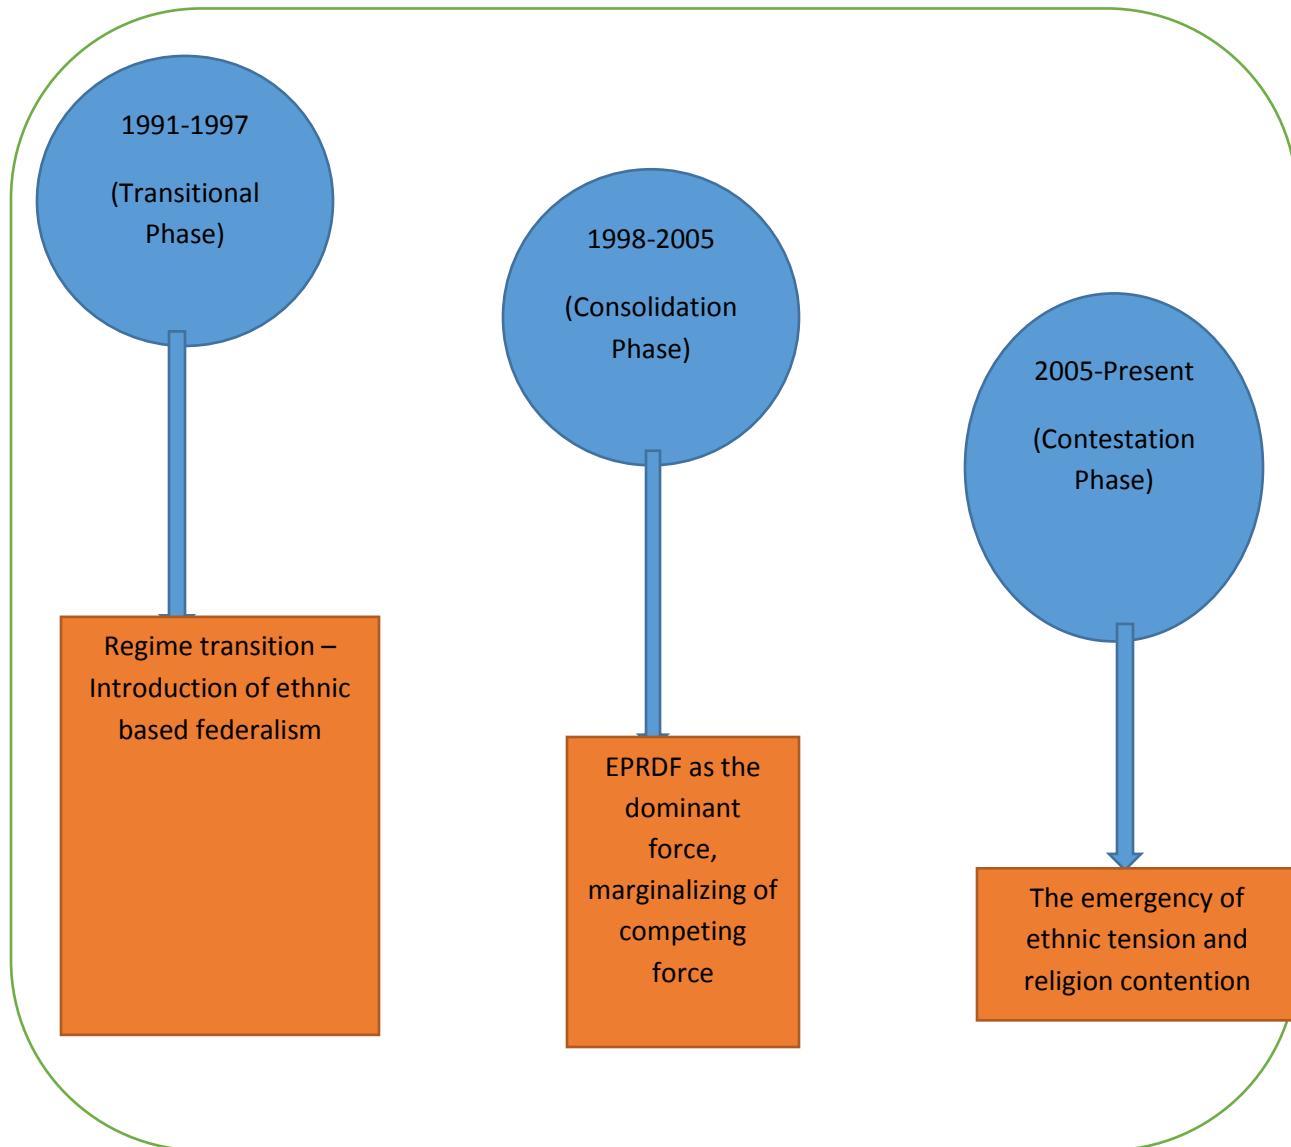 1991-1997
(Transitional
Phase)
Regime transition –
Introduction of ethnic
based federalism
1998-2005
(Consolidation
Phase)
EPRDF as the
dominant
force,
marginalizing of
competing
force
2005-Present
(Contestation
Phase)
The emergency of
ethnic tension and
religion contention